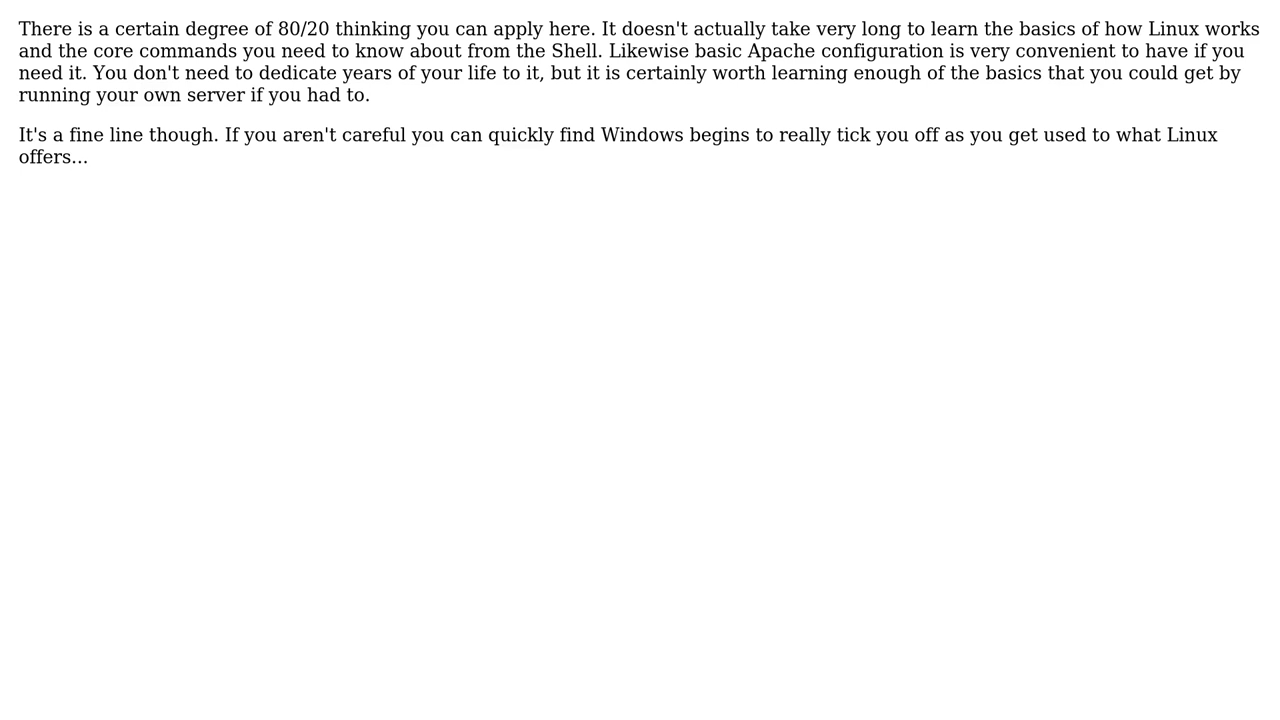 There is a certain degree of 80/20 thinking you can apply here. It doesn't actually take very long to learn the basics of how Linux works
and the core commands you need to know about from the Shell. Likewise basic Apache configuration is very convenient to have if you
need it. You don't need to dedicate years of your life to it, but it is certainly worth learning enough of the basics that you could get by
running your own server if you had to.
It's a fine line though. If you aren't careful you can quickly find Windows begins to really tick you off as you get used to what Linux
offers...